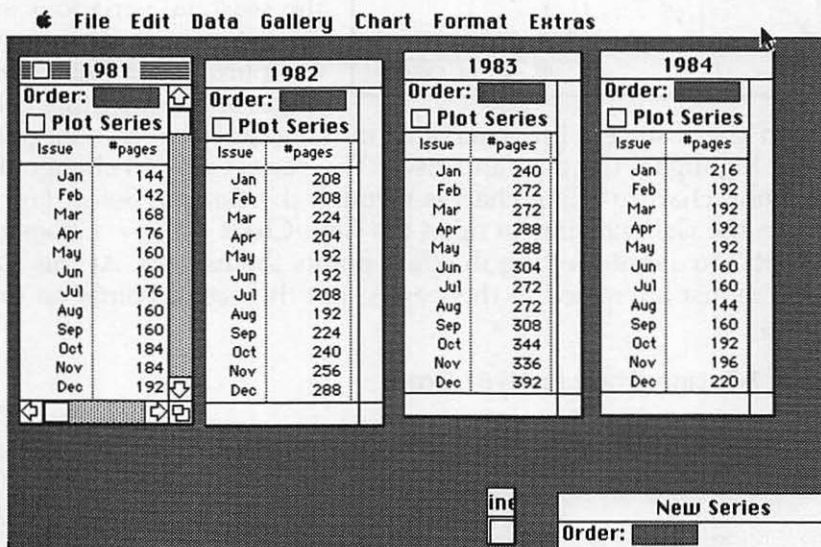 File Edit Data Gallery Chart Format Extras
1981
Order:
Plot Series
Issue #pages
Jan 144
Feb 142
Mar 168
Apr 176
May 160
Jun 160
Jul 176
Aug 160
Sep 160
Oct 184
Nov 184
Dec 192
1982
Order:
Plot Series
Issue #pages
Jan 208
Feb 208
Mar 224
Apr 204
May 192
Jun 192
Jul 208
Aug 192
Sep 224
Oct 240
Nov 256
Dec 288
1983
Order:
Plot Series
Issue #pages
Jan 240
Feb 272
Mar 272
Apr 288
May 288
Jun 304
Jul 272
Aug 272
Sep 308
Oct 344
Nov 336
Dec 392
1984
Order:
Plot Series
Issue #pages
Jan 216
Feb 192
Mar 192
Apr 192
May 192
Jun 192
Jul 160
Aug 160
Sep 160
Oct 192
Nov 196
Dec 220
ine
New Series
Order: